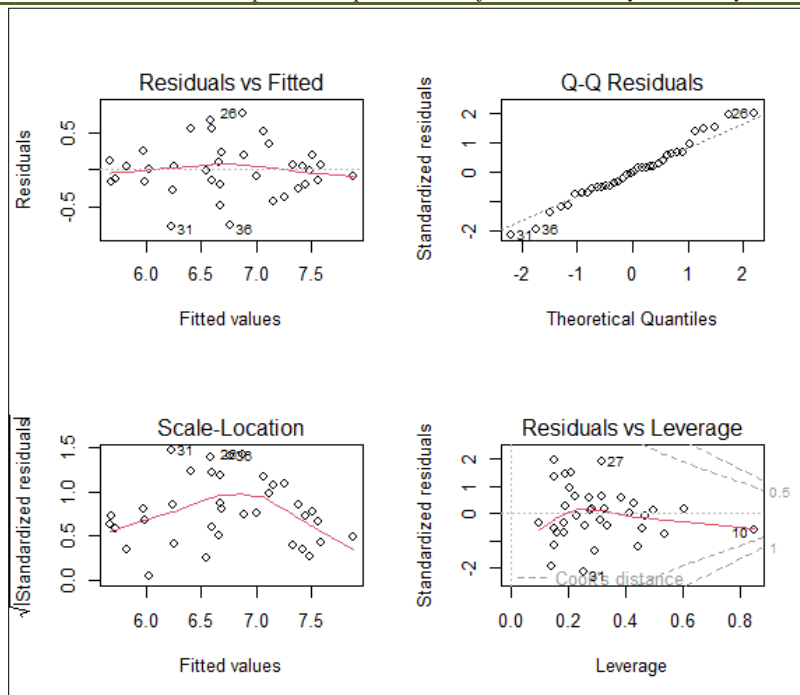 Residuals vs Fitted
Residuals
0.5
-0.5
26
31
36
6.0 6.5 7.0 7.5
Fitted values
Q-Q Residuals
Standardized residuals
2
1
0
-2
26
31
36
-2 -1 0 1 2
Theoretical Quantiles
Scale-Location
√|Standardized residuals|
1.5
1.0
0.5
0.0
31
6.0 6.5 7.0 7.5
Fitted values
Residuals vs Leverage
Standardized residuals
2
1
0
-2
27
10
31
Cook's distance
0.5
1
0.0 0.2 0.4 0.6 0.8
Leverage